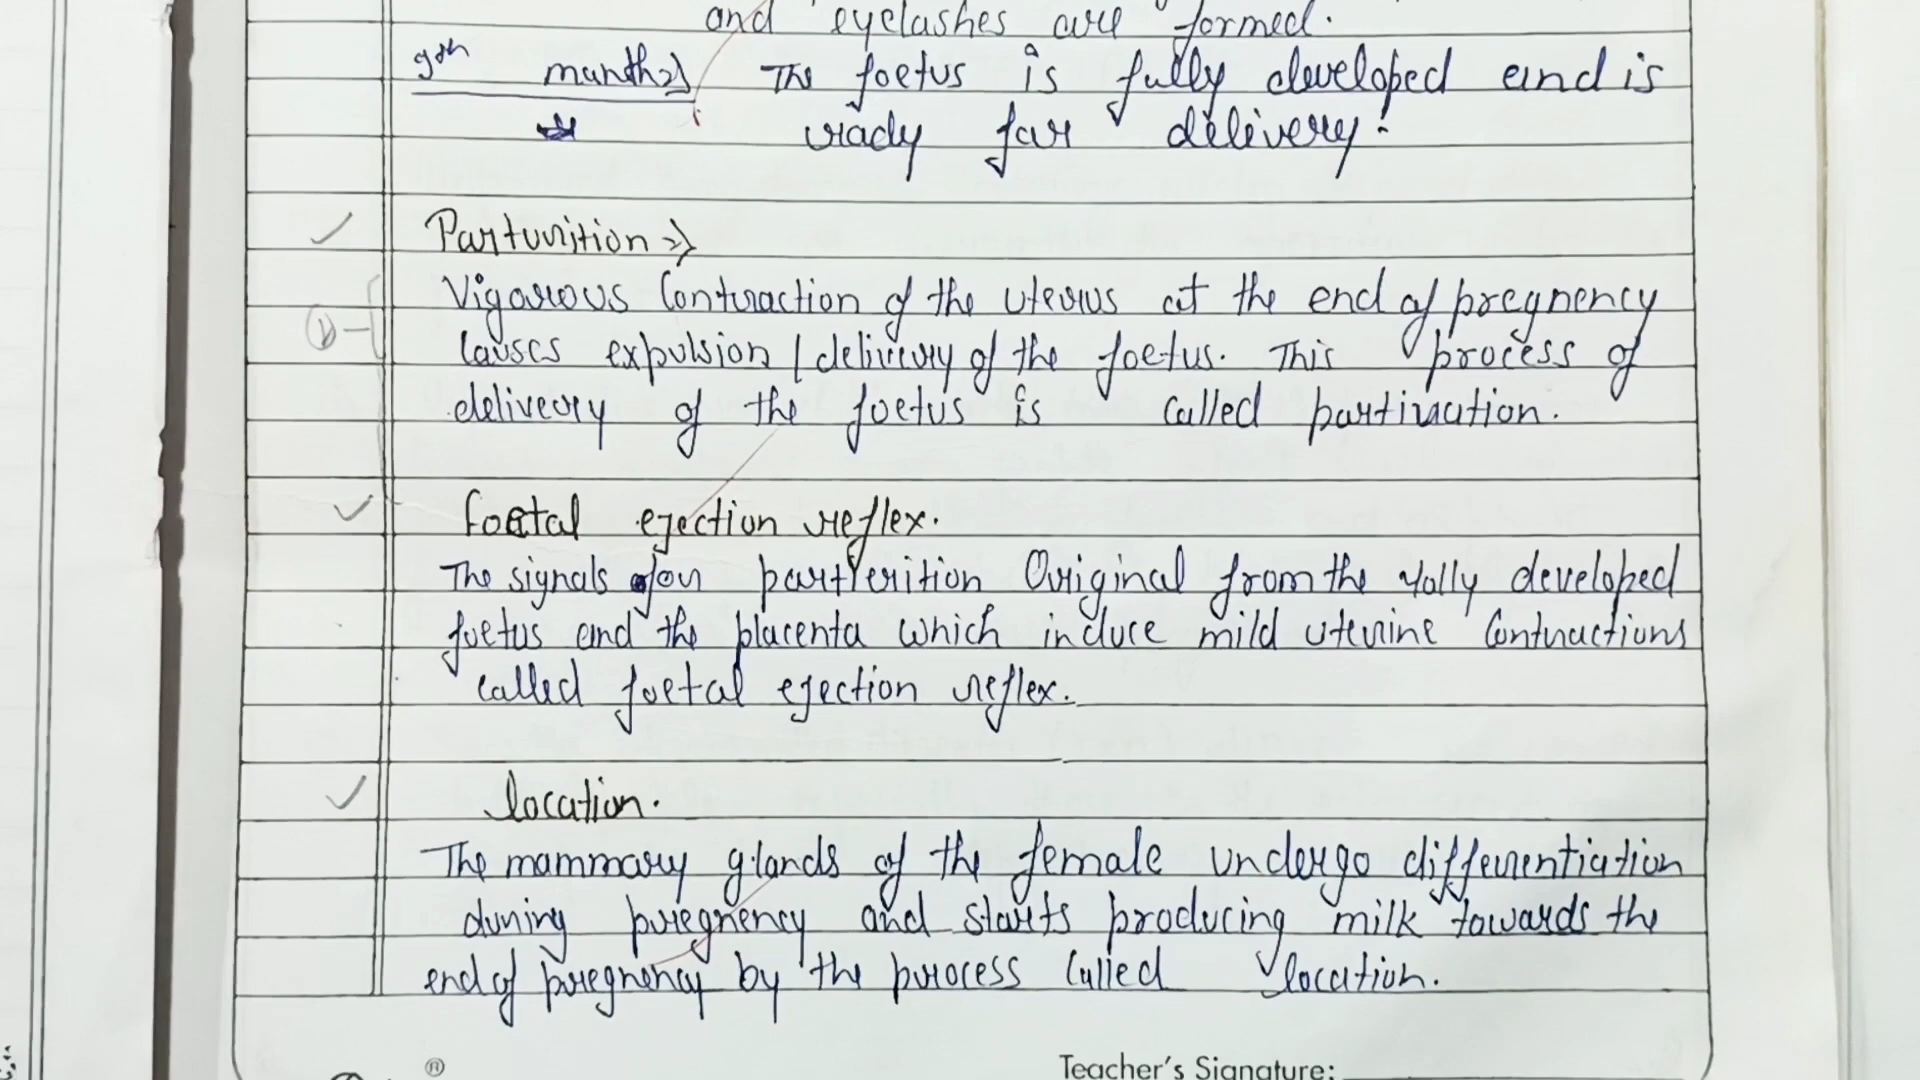 and eyelashes are formed.
9th month⇒ The foetus is fully developed and is
ready for delivery.
Parturition ⇒
Vigorous Contraction of the uterus at the end of pregnency
causes expulsion / delivery of the foetus. This process of
delivery of the foetus is called partiration.
foetal ejection reflex.
The signals for parturition Original from the fully developed
foetus and the placenta which induce mild uterine Contractions
called foetal ejection reflex.
location.
The mammary glands of the female undergo differentiation
during pregnency and starts producing milk towards the
end of pregnency by the process called location.
Teacher's Signature: